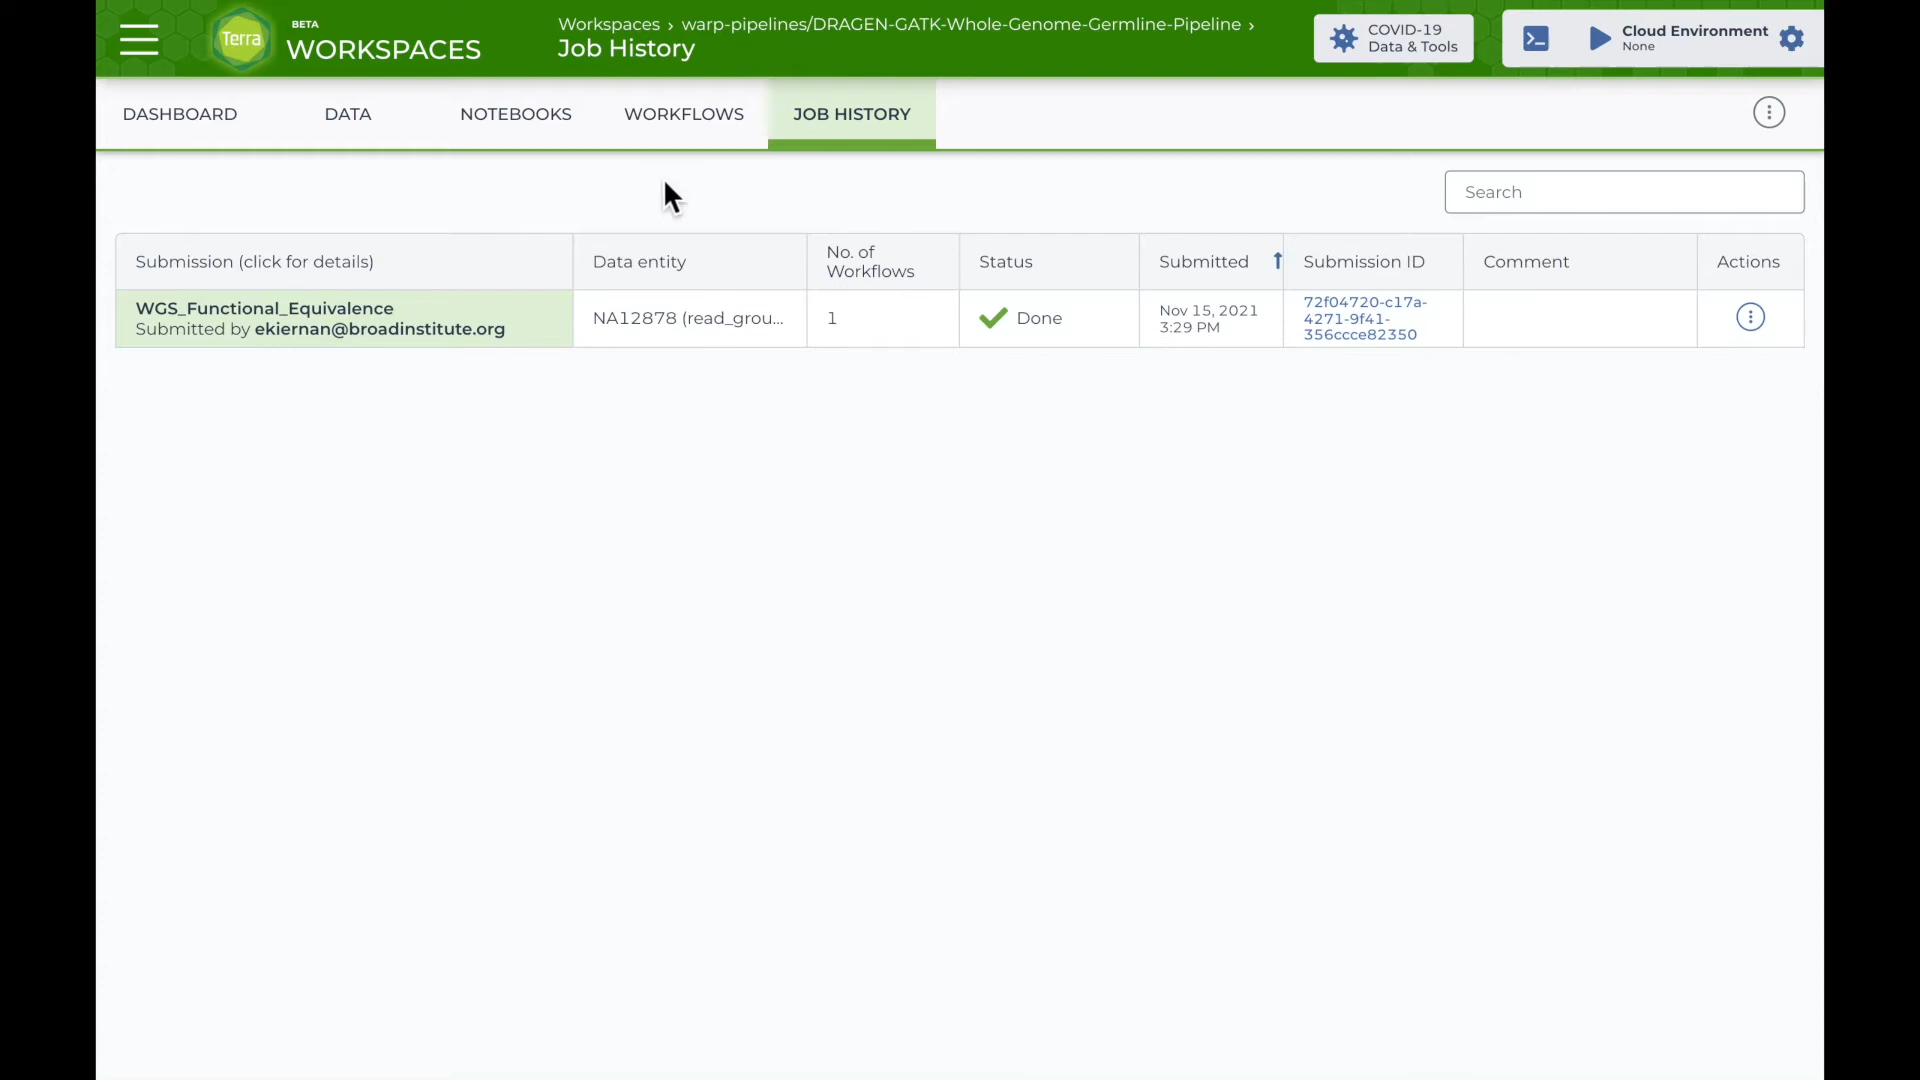 Terra
BETA
WORKSPACES
Workspaces › warp-pipelines/DRAGEN-GATK-Whole-Genome-Germline-Pipeline ›
Job History
COVID-19
Data & Tools
Cloud Environment
None
DASHBOARD
DATA
NOTEBOOKS
WORKFLOWS
JOB HISTORY
Search
Submission (click for details)
Data entity
No. of
Workflows
Status
Submitted
Submission ID
Comment
Actions
WGS_Functional_Equivalence
Submitted by ekiernan@broadinstitute.org
NA12878 (read_grou...
1
Done
Nov 15, 2021
3:29 PM
72f04720-c17a-
4271-9f41-
356ccce82350